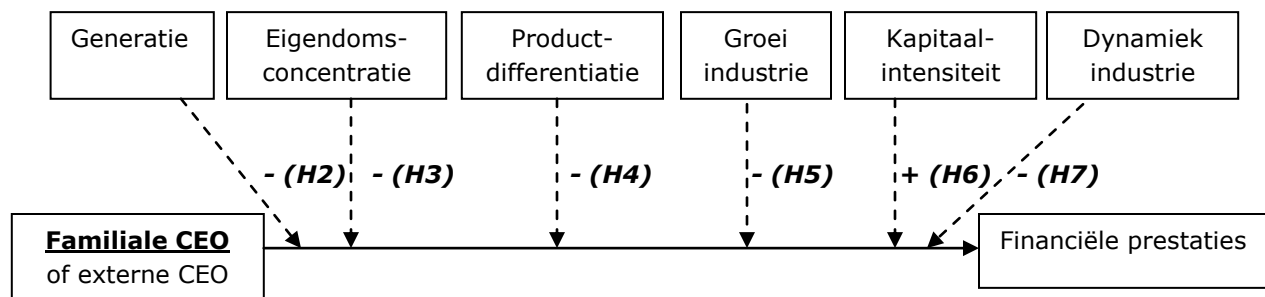 Generatie
Eigendoms-
concentratie
Product-
differentiatie
Groei
industrie
Kapitaal-
intensiteit
Dynamiek
industrie
- (H2)
- (H3)
- (H4)
- (H5)
+ (H6)
- (H7)
Familiale CEO
of externe CEO
Financiële prestaties